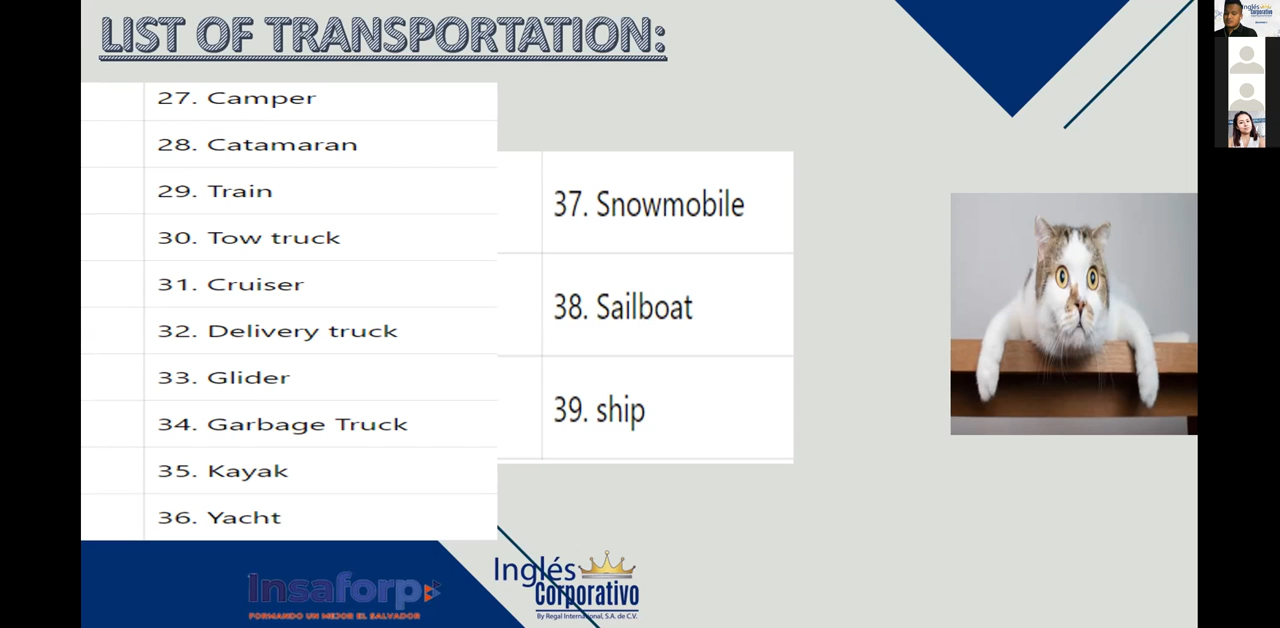 LIST OF TRANSPORTATION:
27. Camper
28. Catamaran
29. Train
30. Tow truck
31. Cruiser
32. Delivery truck
33. Glider
34. Garbage Truck
35. Kayak
36. Yacht
37. Snowmobile
38. Sailboat
39. ship
Insaforp
FORMANDO UN MEJOR EL SALVADOR
Inglés
Corporativo
By Regal International, S.A. de C.V.
Inglés
Corporativo